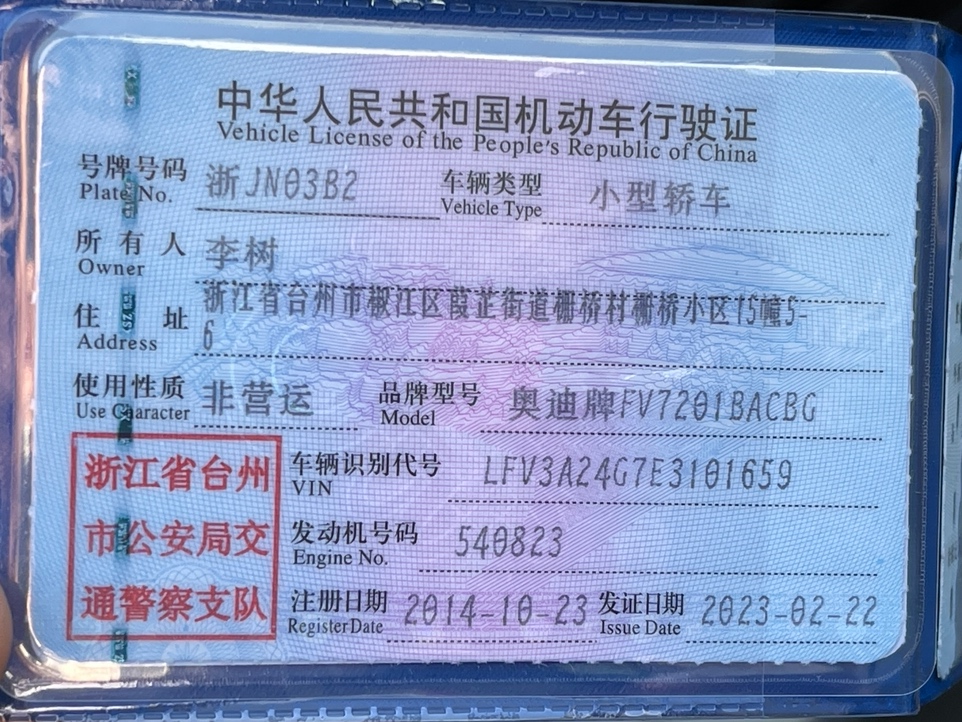 中华人民共和国机动车行驶证
Vehicle License of the People's Republic of China
号牌号码 浙JN03B2 车辆类型 小型轿车
Plate No. Vehicle Type
所有人 李树
Owner
住址 浙江省台州市椒江区葭芷街道栅桥村栅桥小区15幢5-
Address 6
使用性质 非营运 品牌型号 奥迪牌FV7201BACBG
Use Character Model
浙江省台州 车辆识别代号 LFV3A24G7E3101659
VIN
市公安局交 发动机号码 540823
Engine No.
通警察支队 注册日期 2014-10-23 发证日期 2023-02-22
Register Date Issue Date